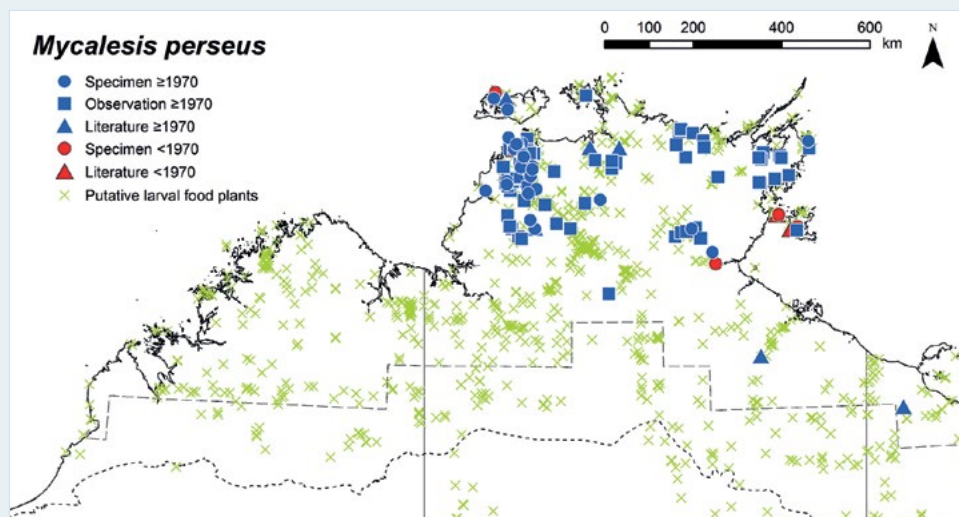 Mycalesis perseus
Specimen ≥1970
Observation ≥1970
Literature ≥1970
Specimen <1970
Literature <1970
Putative larval food plants
0 100 200 400 600
km
N